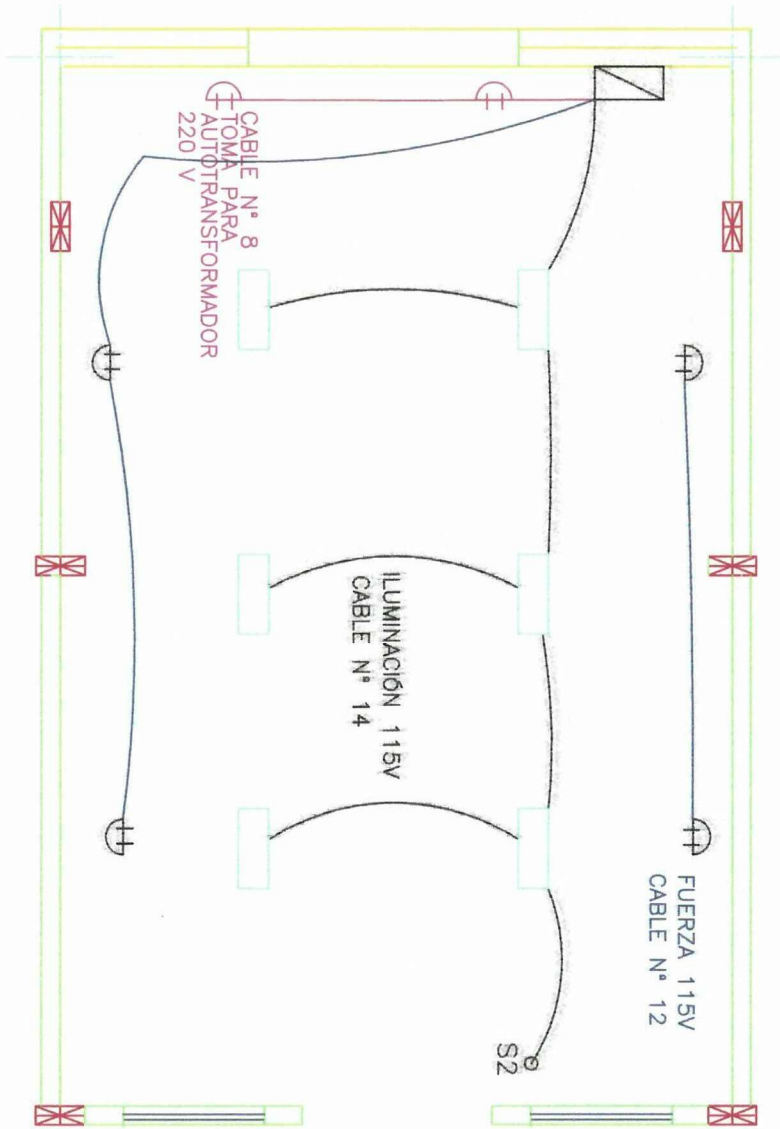 CABLE N° 8
TOMA PARA
AUTOTRANSFORMADOR
220 V
ILUMINACIÓN 115V
CABLE N° 14
FUERZA 115V
CABLE N° 12
S2